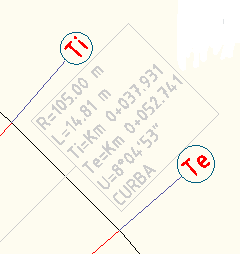 Ti
R=105.00 m
L=14.81 m
Ti=Km 0+037.931
Te=Km 0+052.741
U=8°04'53"
CURBA
Te